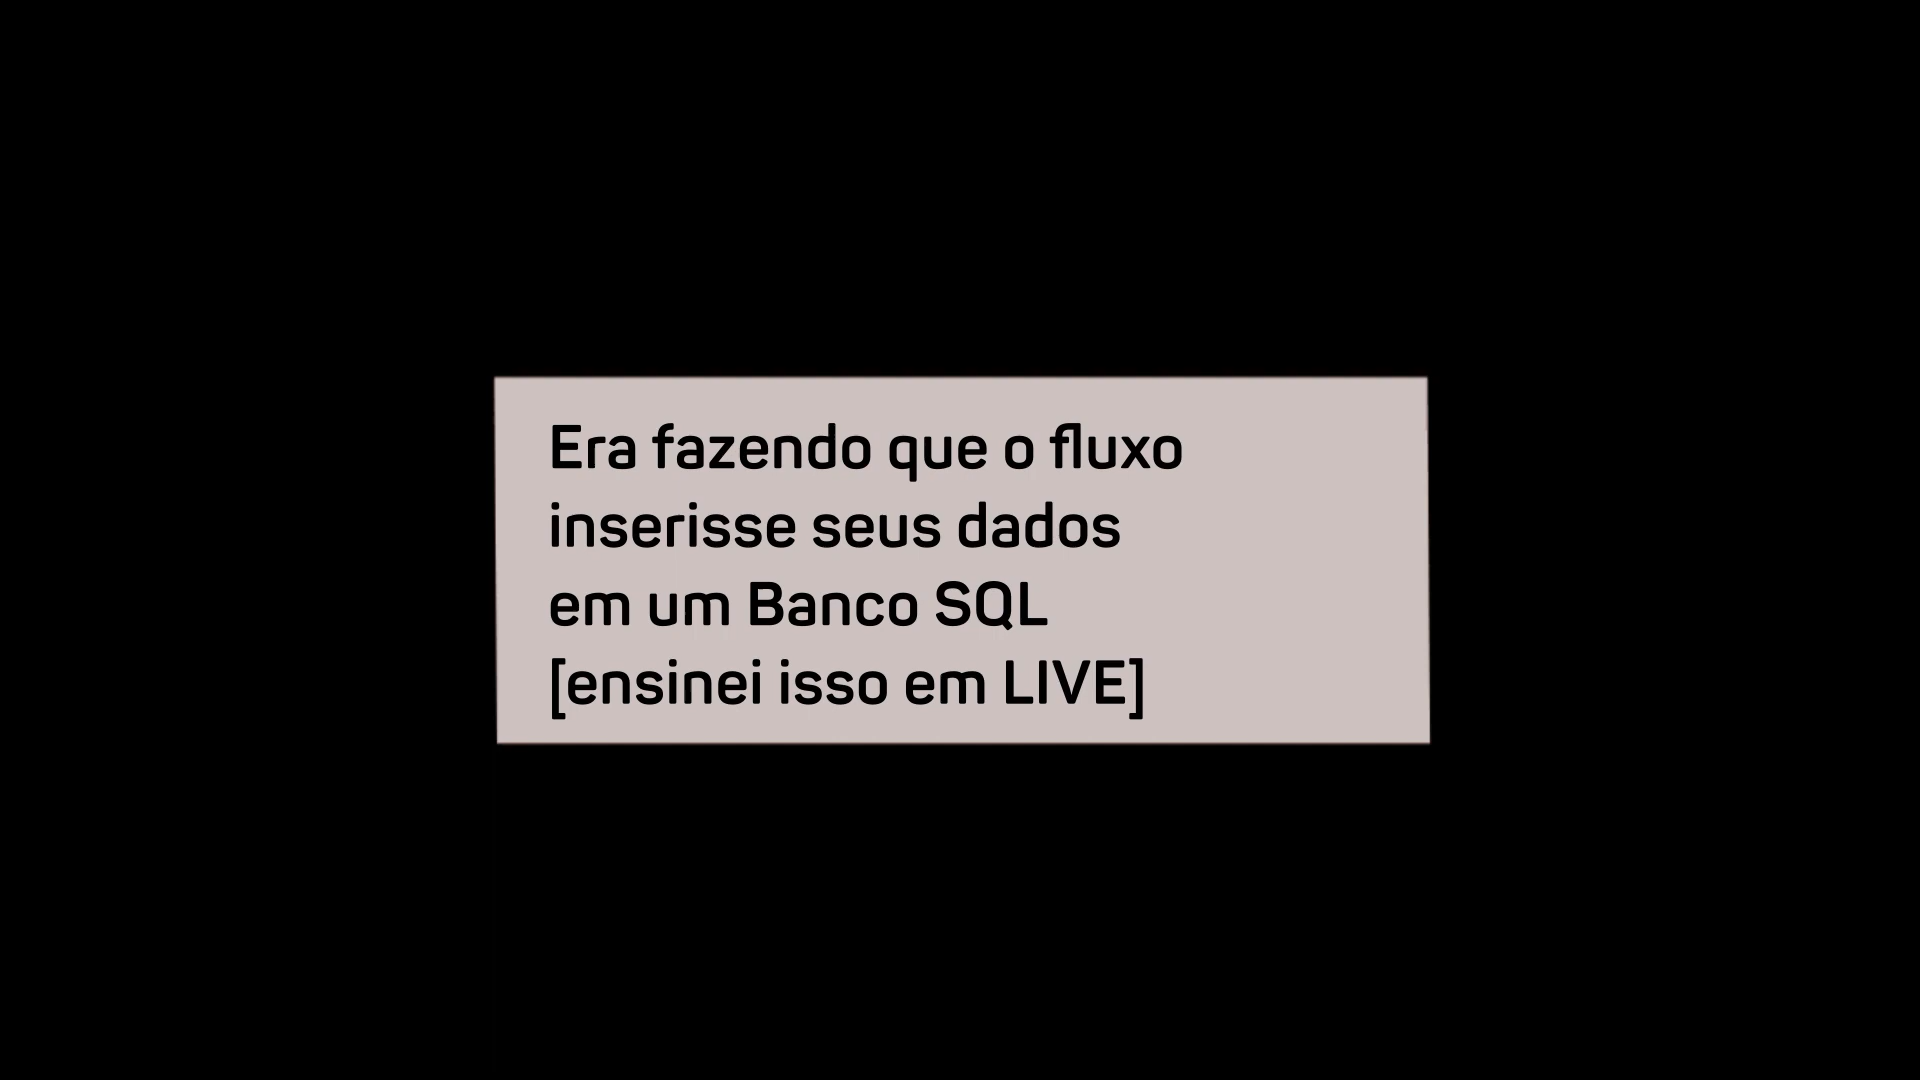 Era fazendo que o fluxo
inserisse seus dados
em um Banco SQL
[ensinei isso em LIVE]